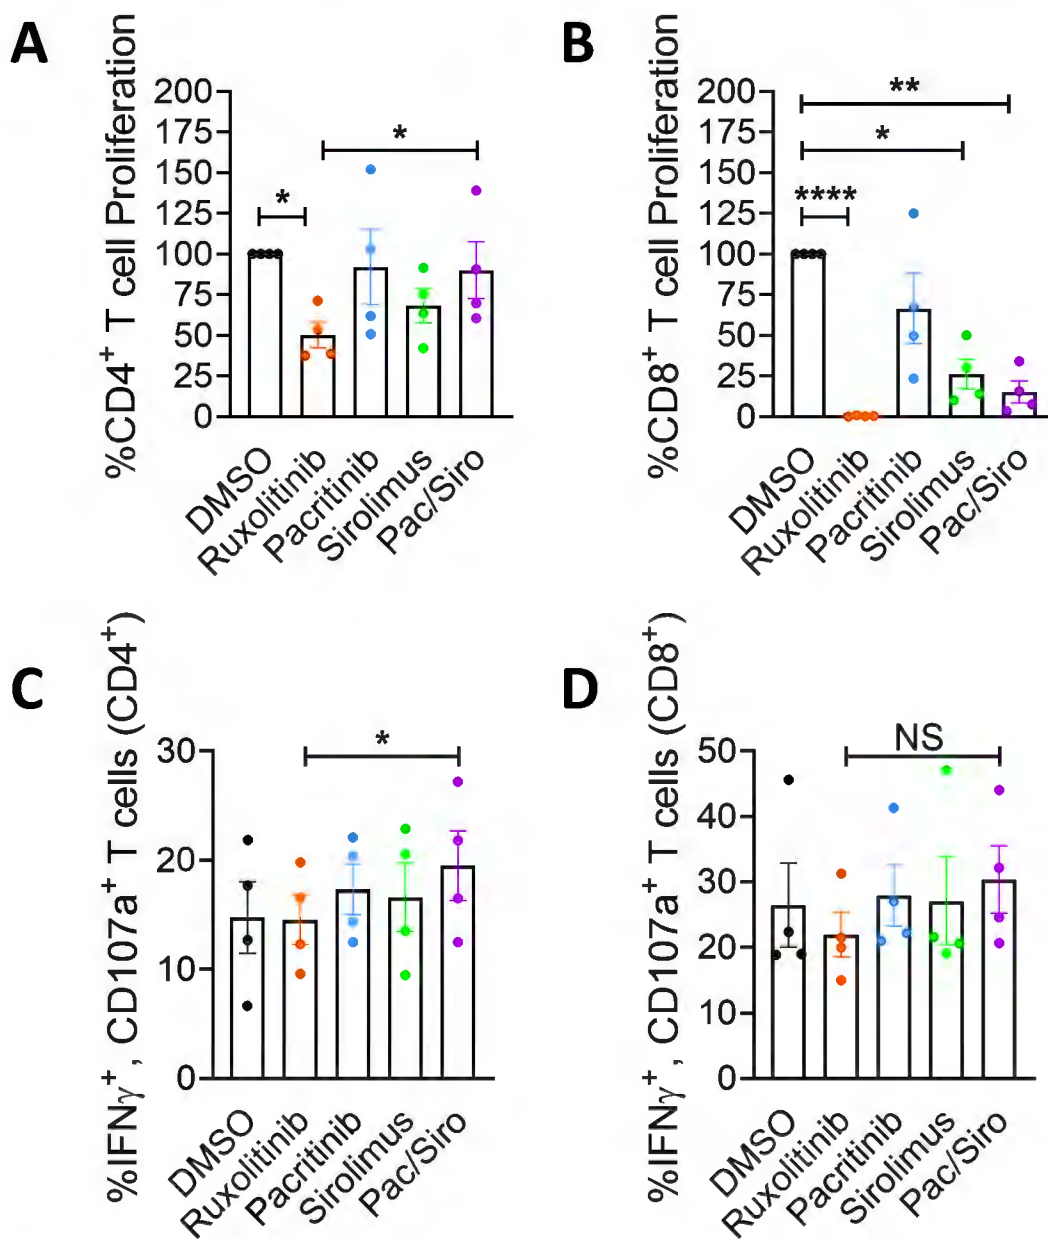 A
%CD4⁺ T cell Proliferation
200
175
150
125
100
75
50
25
0
*
*
DMSO
Ruxolitinib
Pacritinib
Sirolimus
Pac/Siro
B
%CD8⁺ T cell Proliferation
200
175
150
125
100
75
50
25
0
**
*
****
DMSO
Ruxolitinib
Pacritinib
Sirolimus
Pac/Siro
C
%IFNγ⁺, CD107a⁺ T cells (CD4⁺)
30
20
10
0
*
DMSO
Ruxolitinib
Pacritinib
Sirolimus
Pac/Siro
D
%IFNγ⁺, CD107a⁺ T cells (CD8⁺)
50
40
30
20
10
0
NS
DMSO
Ruxolitinib
Pacritinib
Sirolimus
Pac/Siro